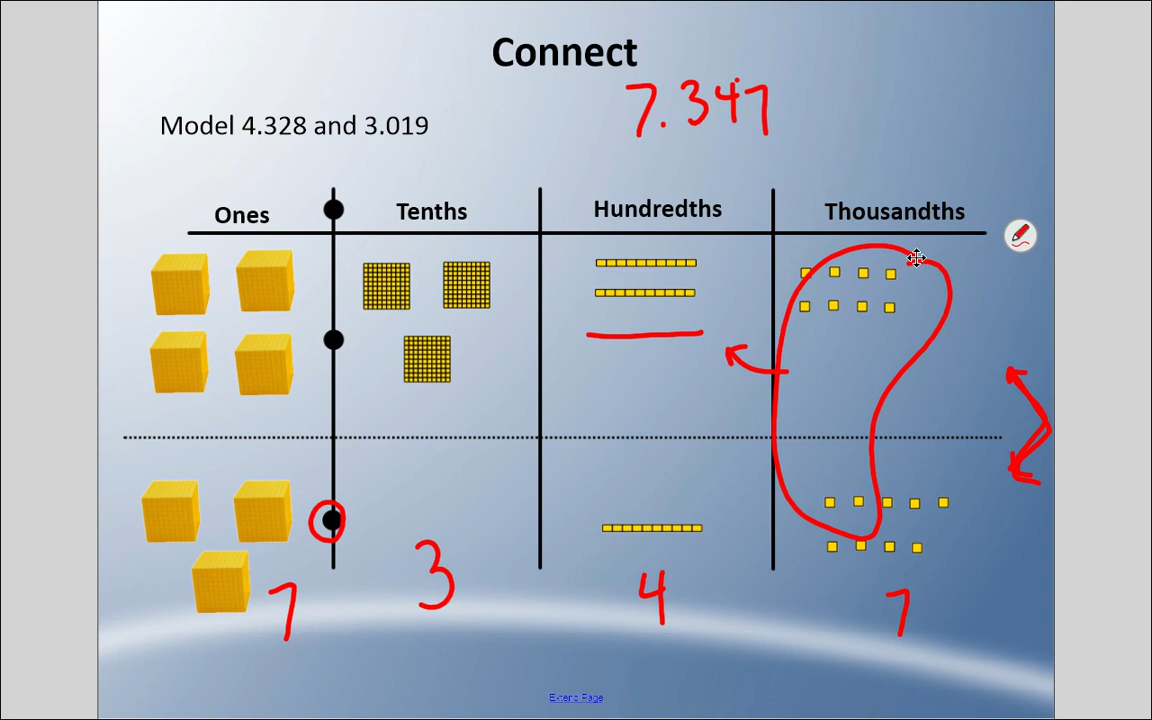 Connect
7.347
Model 4.328 and 3.019
Ones Tenths Hundredths Thousandths
7 3 4 7
Extend Page